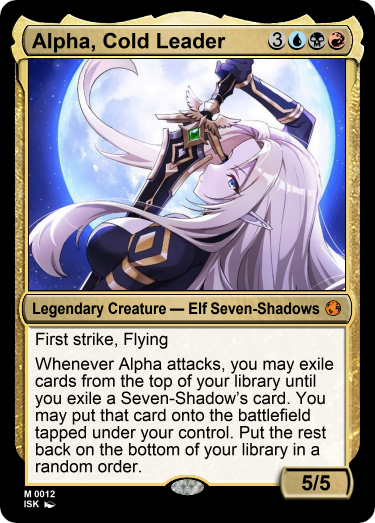 Alpha, Cold Leader 3
Legendary Creature — Elf Seven-Shadows
First strike, Flying
Whenever Alpha attacks, you may exile
cards from the top of your library until
you exile a Seven-Shadow's card. You
may put that card onto the battlefield
tapped under your control. Put the rest
back on the bottom of your library in a
random order.
5/5
M 0012
ISK